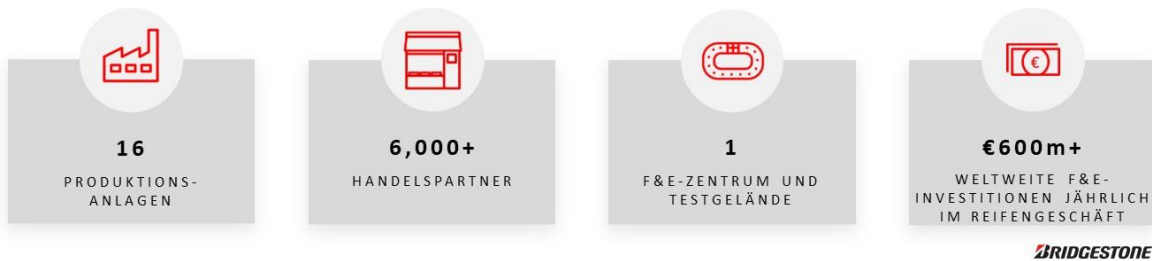 16
PRODUKTIONS-
ANLAGEN
6,000+
HANDELSPARTNER
1
F&E-ZENTRUM UND
TESTGELÄNDE
€
€600m+
WELTWEITE F&E-
INVESTITIONEN JÄHRLICH
IM REIFENGESCHÄFT
BRIDGESTONE